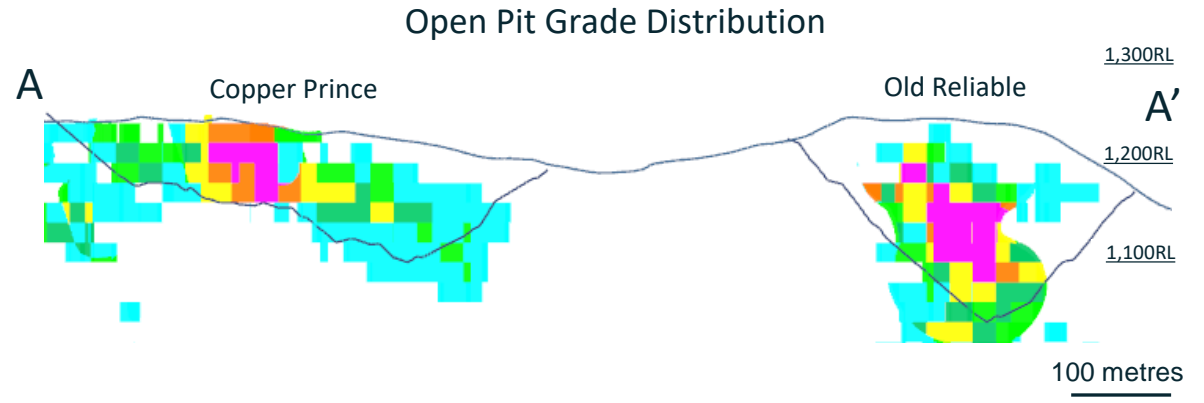 Open Pit Grade Distribution
1,300RL
A
Copper Prince
Old Reliable
A’
1,200RL
1,100RL
100 metres